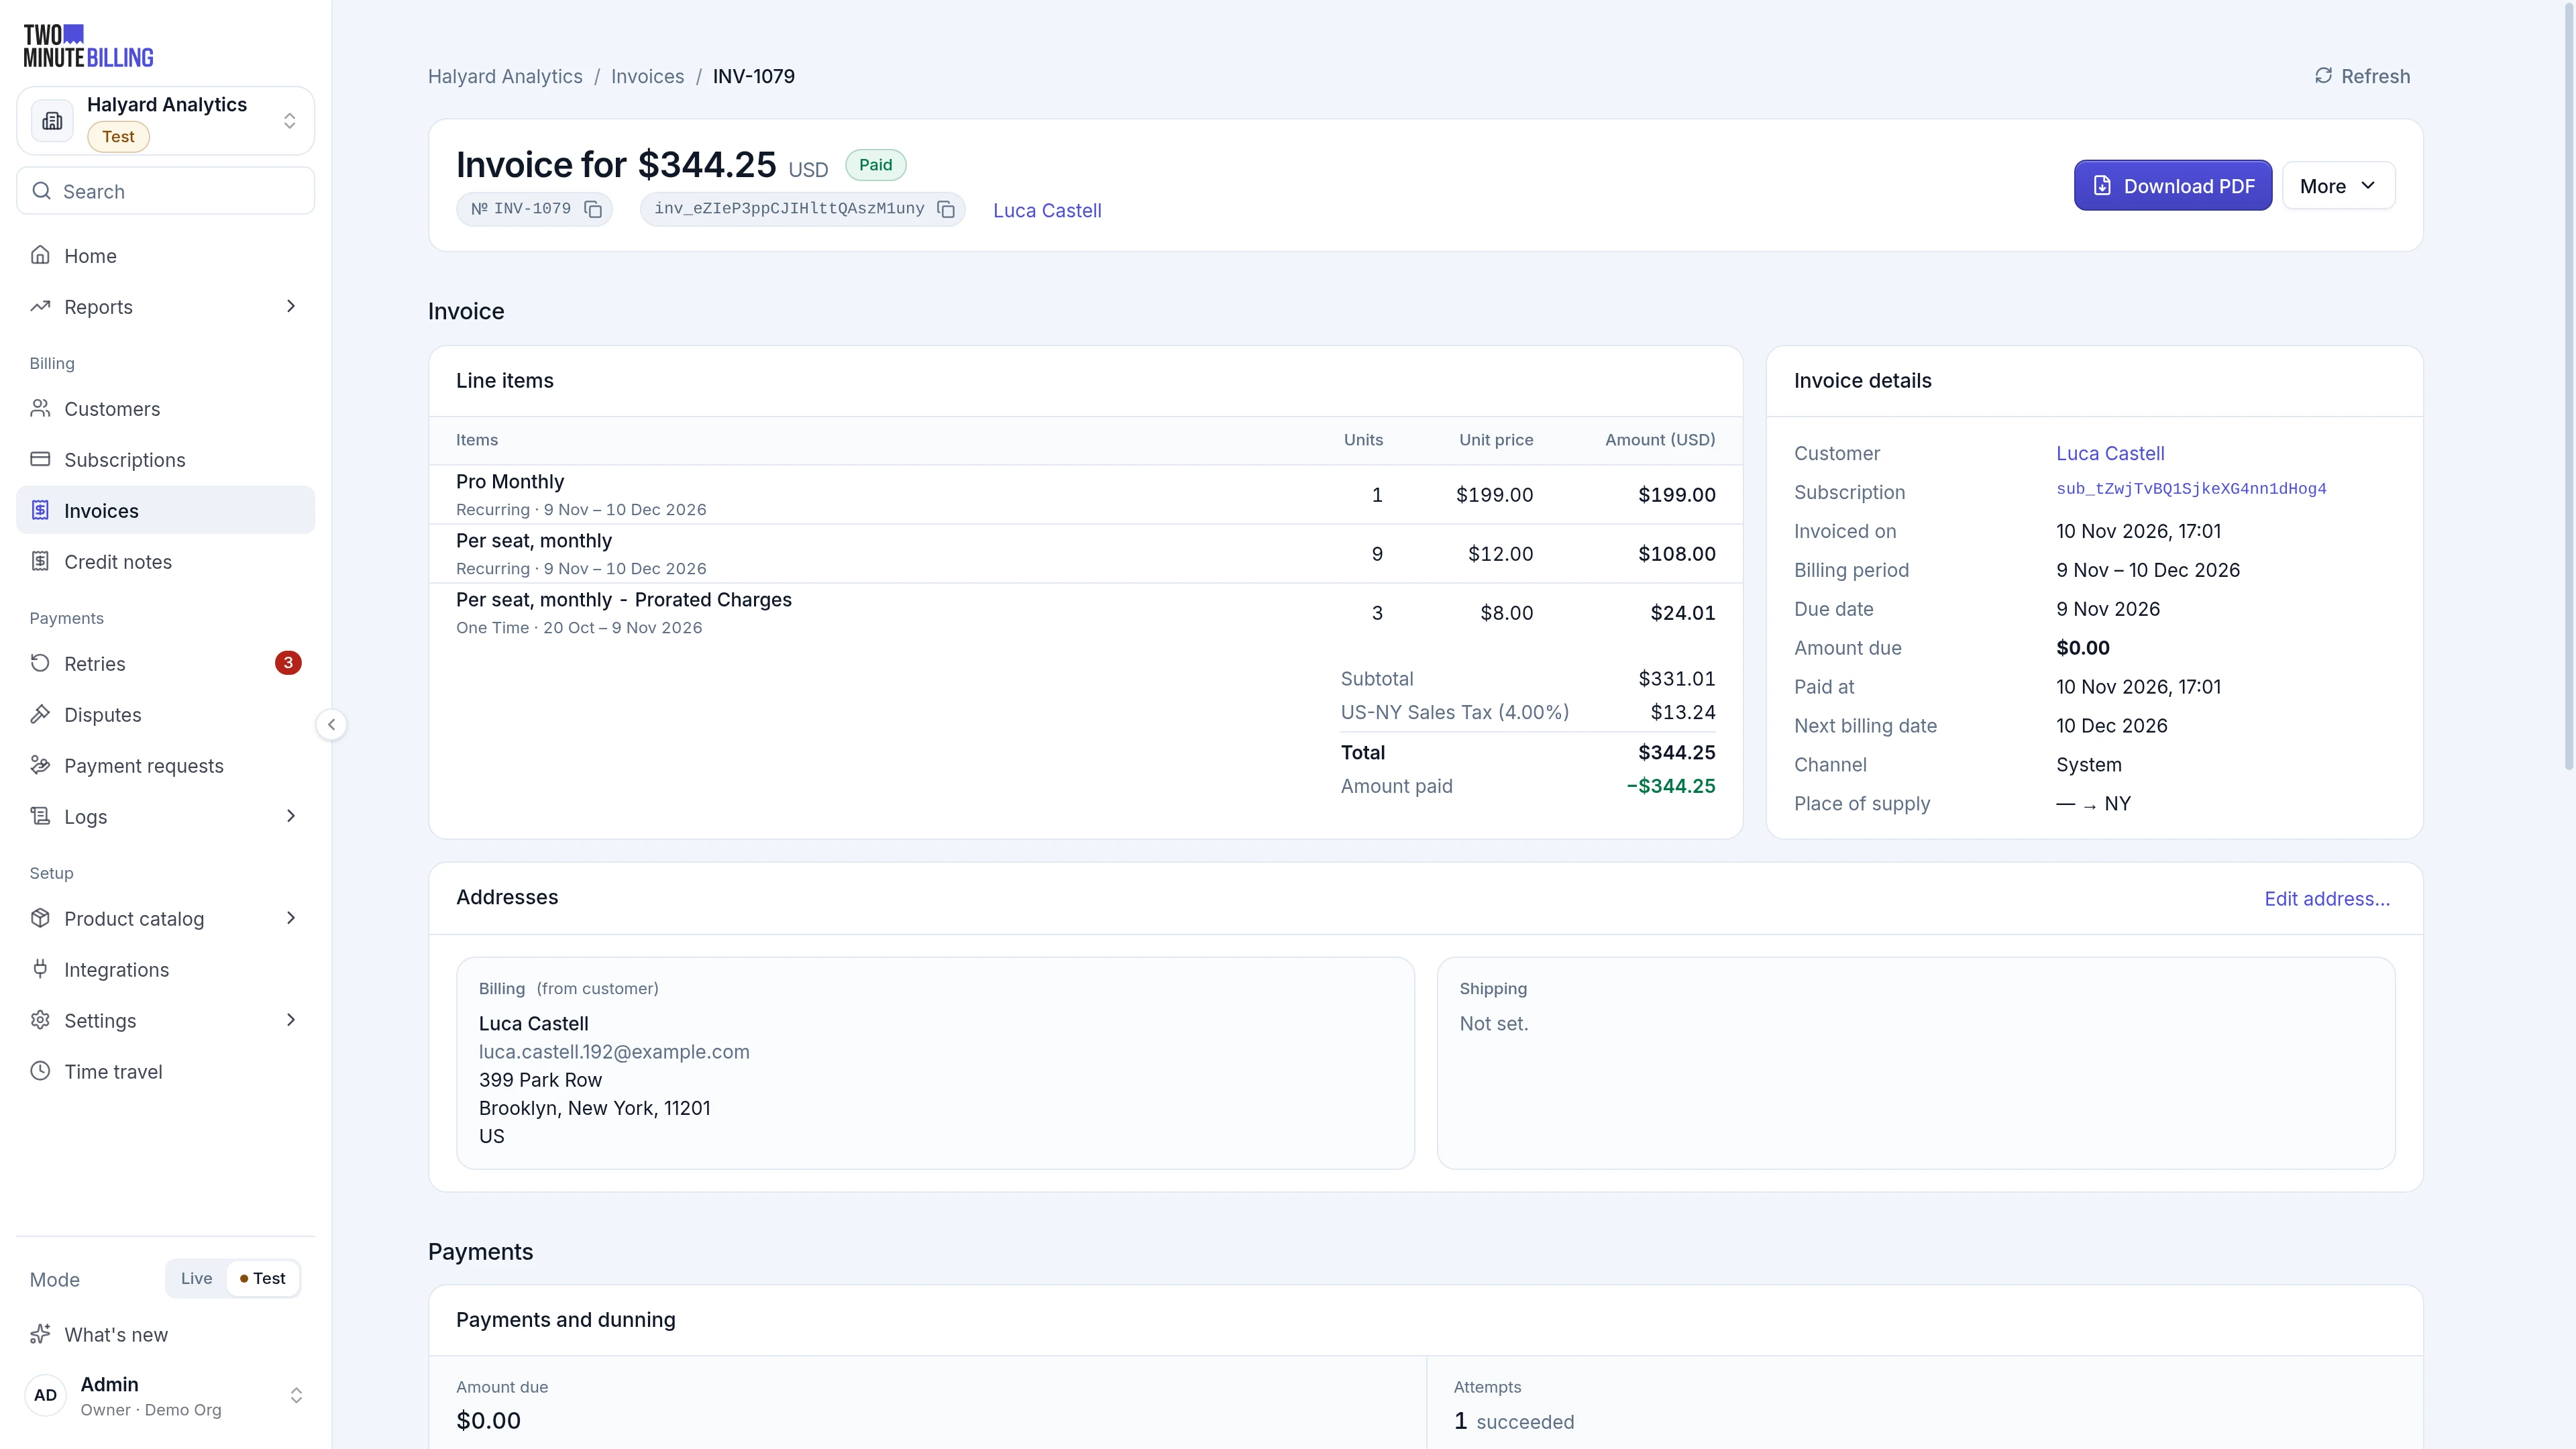 TWO
MINUTE BILLING
Halyard Analytics
Test
Search
Home
Reports
Billing
Customers
Subscriptions
Invoices
Credit notes
Payments
Retries 3
Disputes
Payment requests
Logs
Setup
Product catalog
Integrations
Settings
Time travel
Mode Live Test
What's new
AD Admin
Owner · Demo Org
Halyard Analytics / Invoices / INV-1079 Refresh
Invoice for $344.25 USD Paid
№ INV-1079 inv_eZIeP3ppCJIHlttQAszM1uny Luca Castell
Download PDF More
Invoice
Line items
Items Units Unit price Amount (USD)
Pro Monthly
Recurring · 9 Nov – 10 Dec 2026
1 $199.00 $199.00
Per seat, monthly
Recurring · 9 Nov – 10 Dec 2026
9 $12.00 $108.00
Per seat, monthly - Prorated Charges
One Time · 20 Oct – 9 Nov 2026
3 $8.00 $24.01
Subtotal $331.01
US-NY Sales Tax (4.00%) $13.24
Total $344.25
Amount paid −$344.25
Invoice details
Customer Luca Castell
Subscription sub_tZwjTvBQ1SjkeXG4nn1dHog4
Invoiced on 10 Nov 2026, 17:01
Billing period 9 Nov – 10 Dec 2026
Due date 9 Nov 2026
Amount due $0.00
Paid at 10 Nov 2026, 17:01
Next billing date 10 Dec 2026
Channel System
Place of supply — → NY
Addresses Edit address...
Billing (from customer)
Luca Castell
luca.castell.192@example.com
399 Park Row
Brooklyn, New York, 11201
US
Shipping
Not set.
Payments
Payments and dunning
Amount due
$0.00
Attempts
1 succeeded